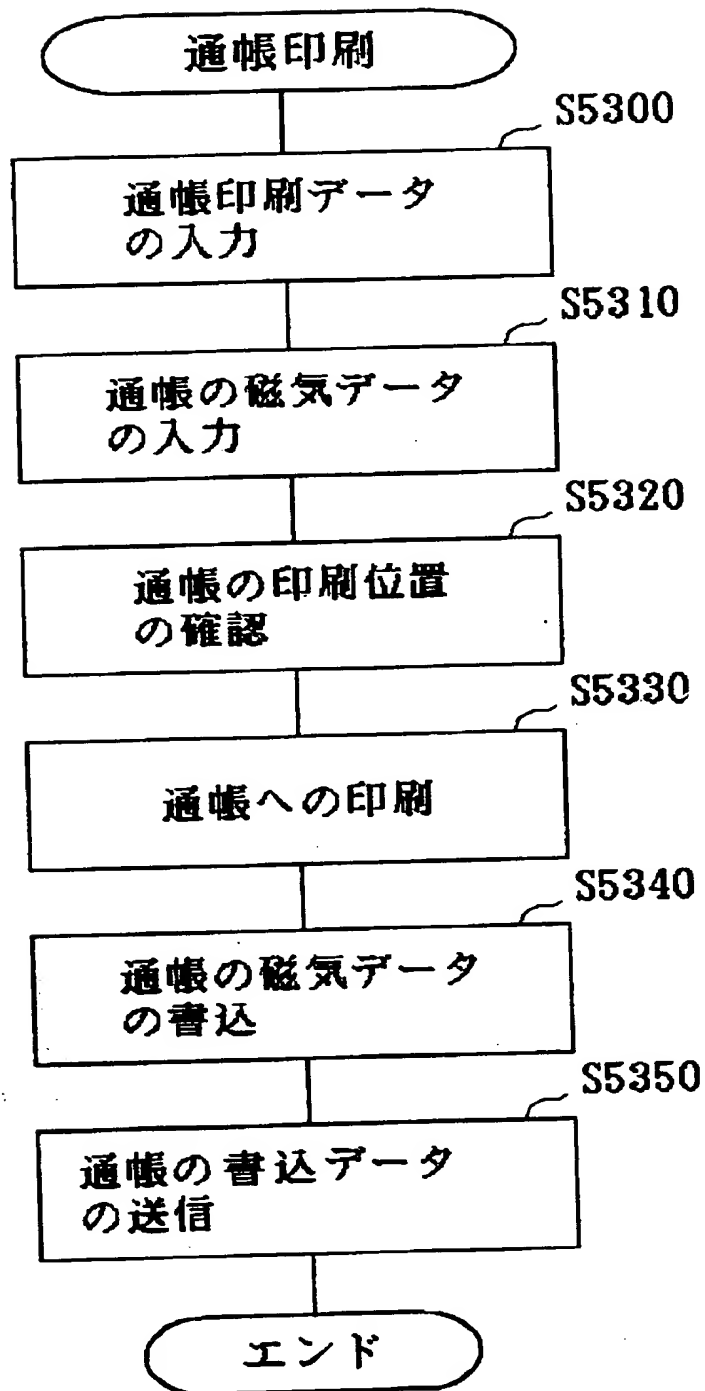 通帳印刷
S5300
通帳印刷データ
の入力
S5310
通帳の磁気データ
の入力
S5320
通帳の印刷位置
の確認
S5330
通帳への印刷
S5340
通帳の磁気データ
の書込
S5350
通帳の書込データ
の送信
エンド